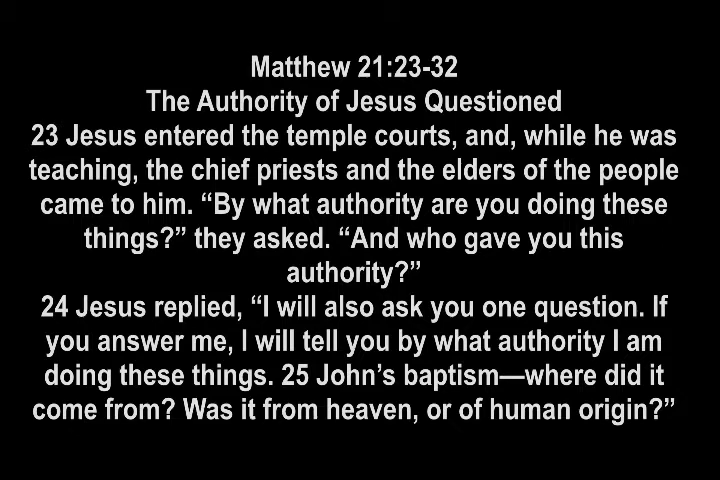 Matthew 21:23-32
The Authority of Jesus Questioned
23 Jesus entered the temple courts, and, while he was
teaching, the chief priests and the elders of the people
came to him. “By what authority are you doing these
things?” they asked. “And who gave you this
authority?”
24 Jesus replied, “I will also ask you one question. If
you answer me, I will tell you by what authority I am
doing these things. 25 John’s baptism—where did it
come from? Was it from heaven, or of human origin?”